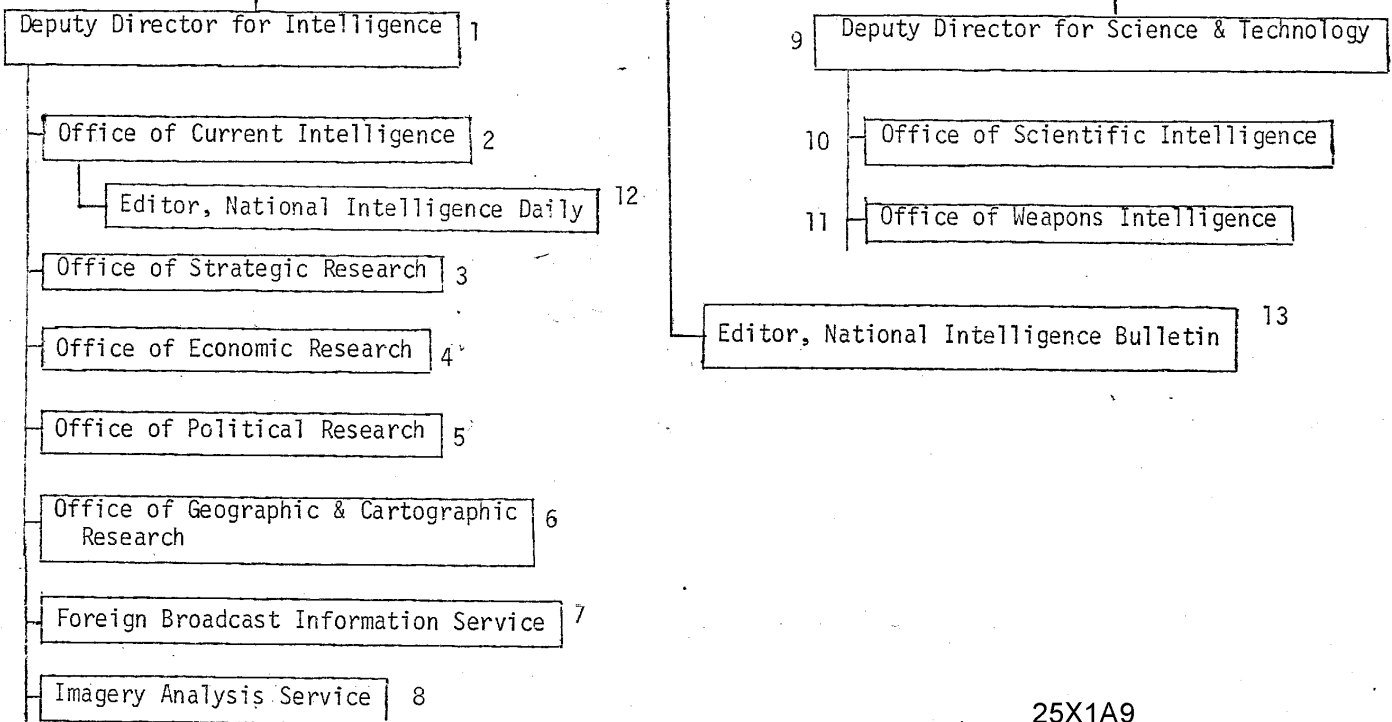 Deputy Director for Intelligence 1
Office of Current Intelligence 2
Editor, National Intelligence Daily 12
Office of Strategic Research 3
Office of Economic Research 4
Office of Political Research 5
Office of Geographic & Cartographic 6
Research
Foreign Broadcast Information Service 7
Imagery Analysis Service 8
9 Deputy Director for Science & Technology
10 Office of Scientific Intelligence
11 Office of Weapons Intelligence
Editor, National Intelligence Bulletin 13
25X1A9